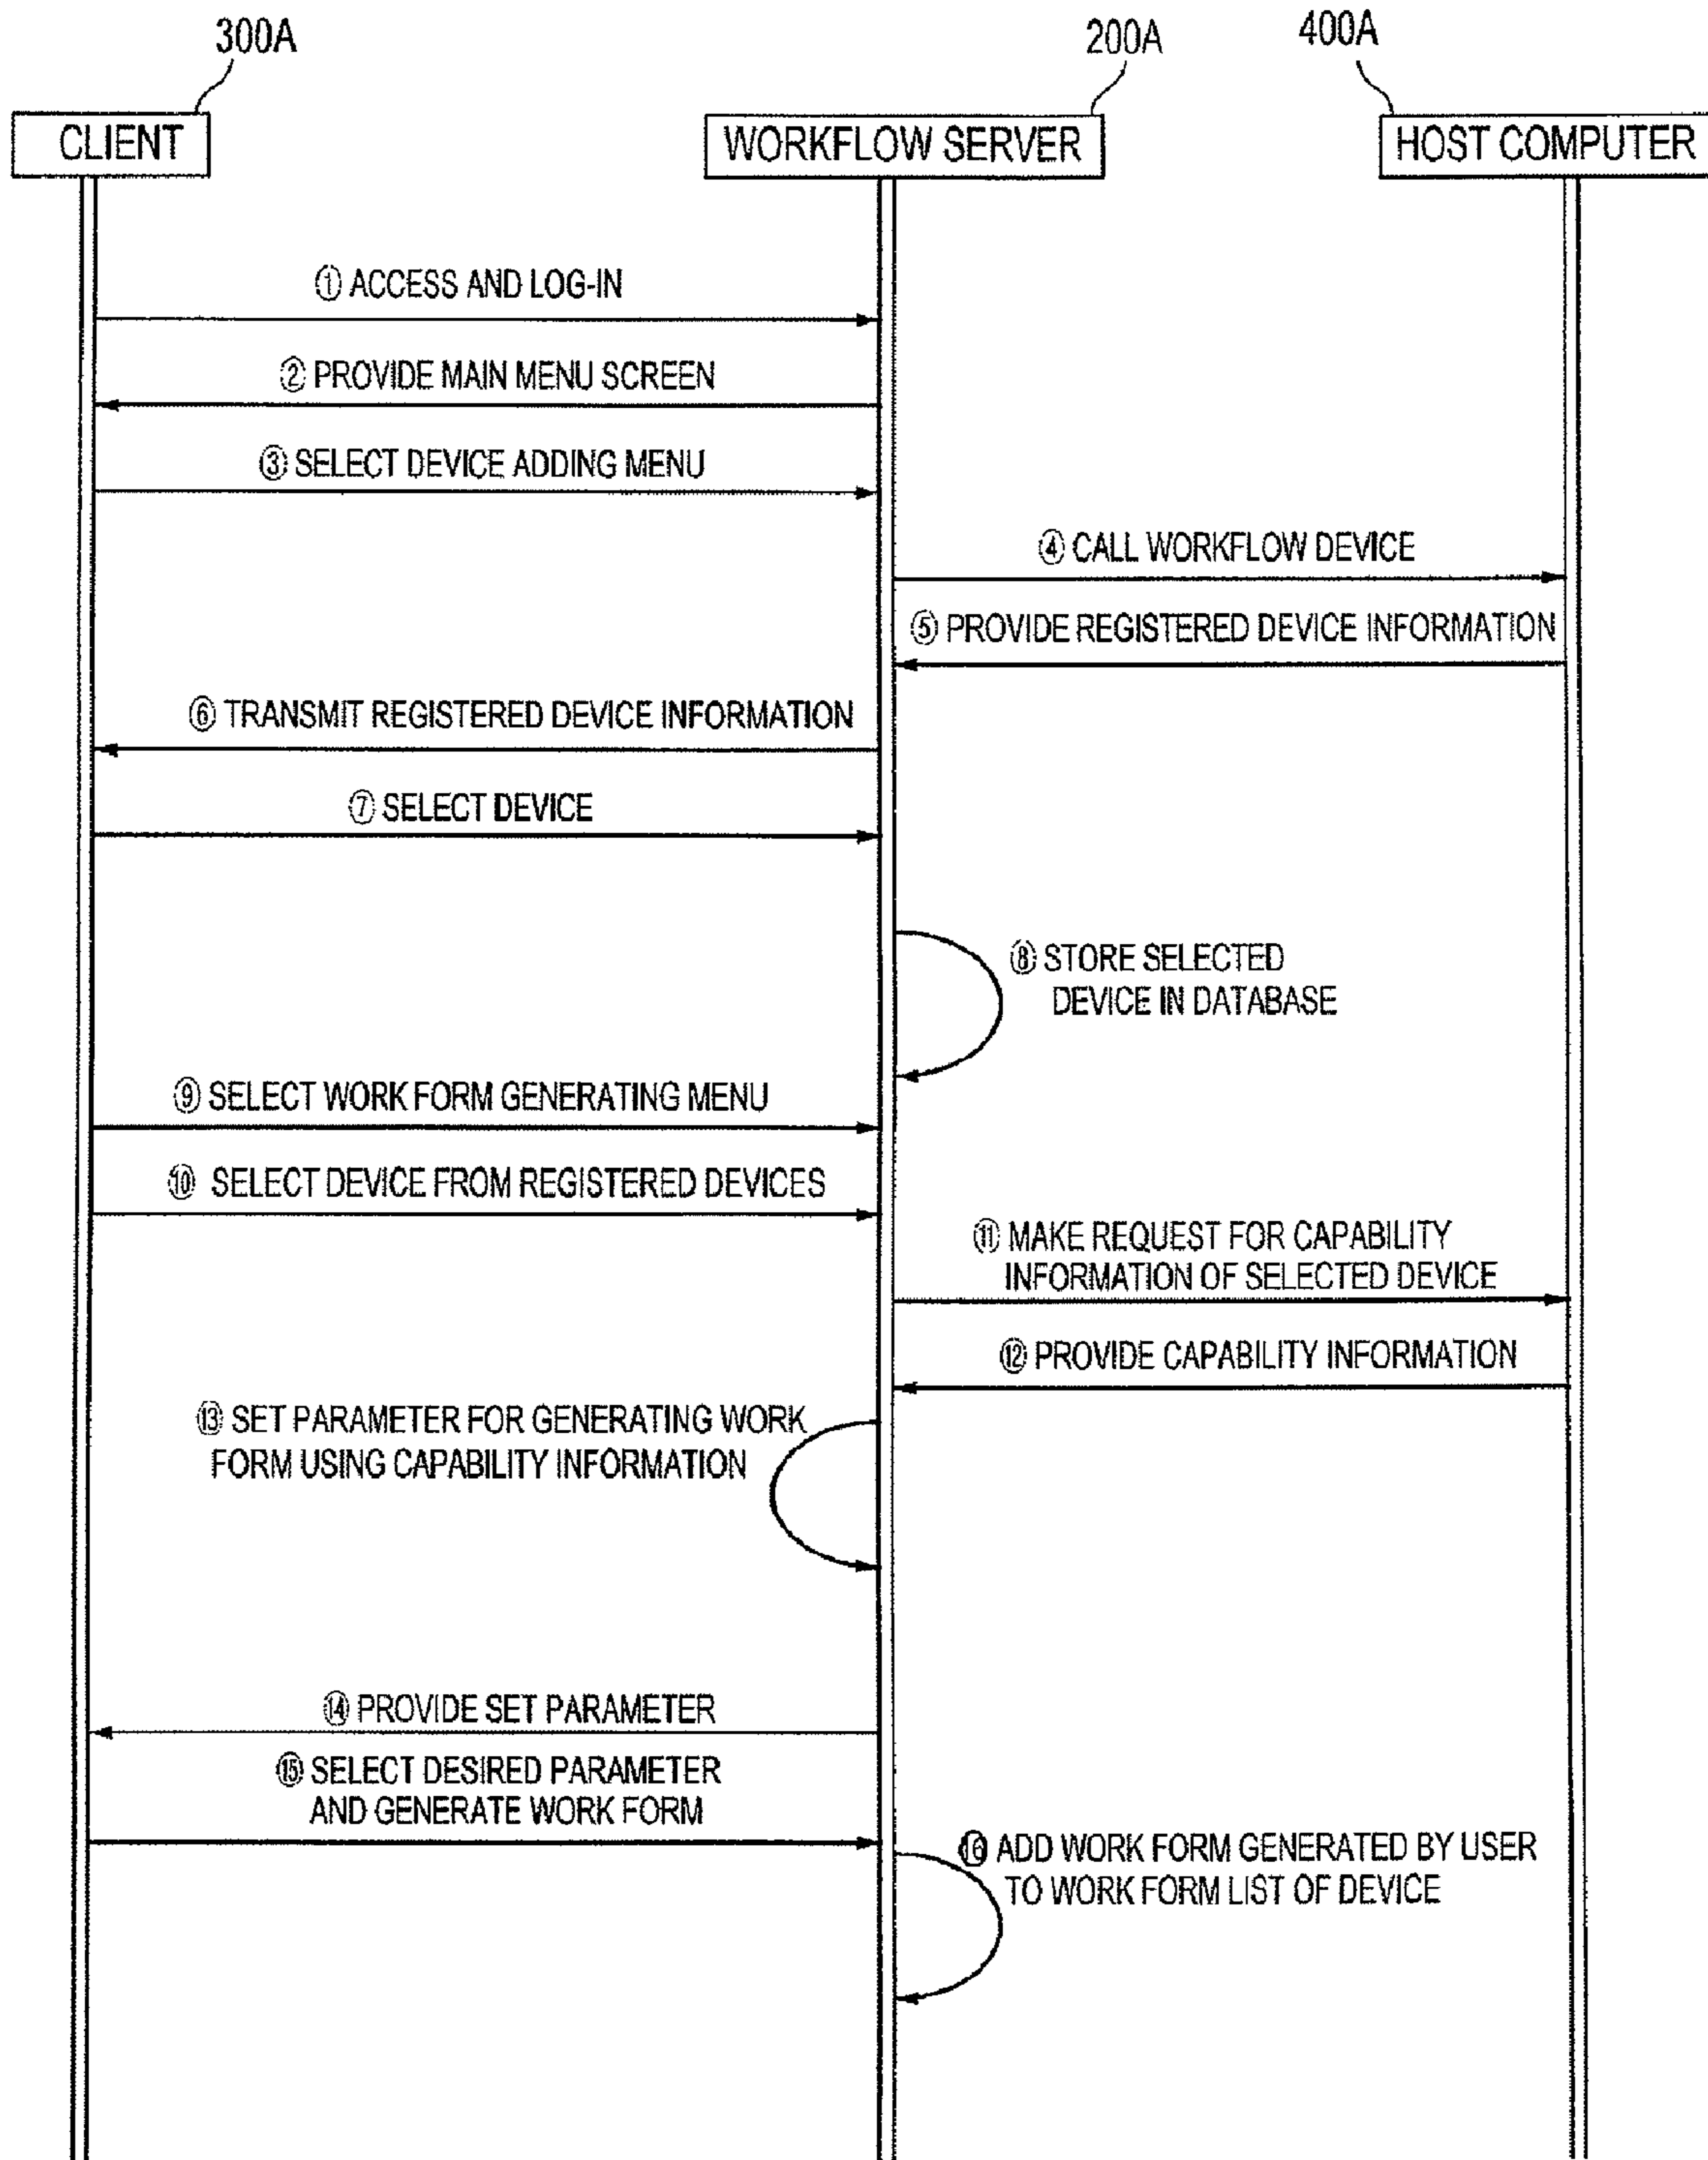 300A
200A
400A
CLIENT
WORKFLOW SERVER
HOST COMPUTER
① ACCESS AND LOG-IN
② PROVIDE MAIN MENU SCREEN
③ SELECT DEVICE ADDING MENU
④ CALL WORKFLOW DEVICE
⑤ PROVIDE REGISTERED DEVICE INFORMATION
⑥ TRANSMIT REGISTERED DEVICE INFORMATION
⑦ SELECT DEVICE
⑧ STORE SELECTED
DEVICE IN DATABASE
⑨ SELECT WORK FORM GENERATING MENU
⑩ SELECT DEVICE FROM REGISTERED DEVICES
⑪ MAKE REQUEST FOR CAPABILITY
INFORMATION OF SELECTED DEVICE
⑫ PROVIDE CAPABILITY INFORMATION
⑬ SET PARAMETER FOR GENERATING WORK
FORM USING CAPABILITY INFORMATION
⑭ PROVIDE SET PARAMETER
⑮ SELECT DESIRED PARAMETER
AND GENERATE WORK FORM
⑯ ADD WORK FORM GENERATED BY USER
TO WORK FORM LIST OF DEVICE